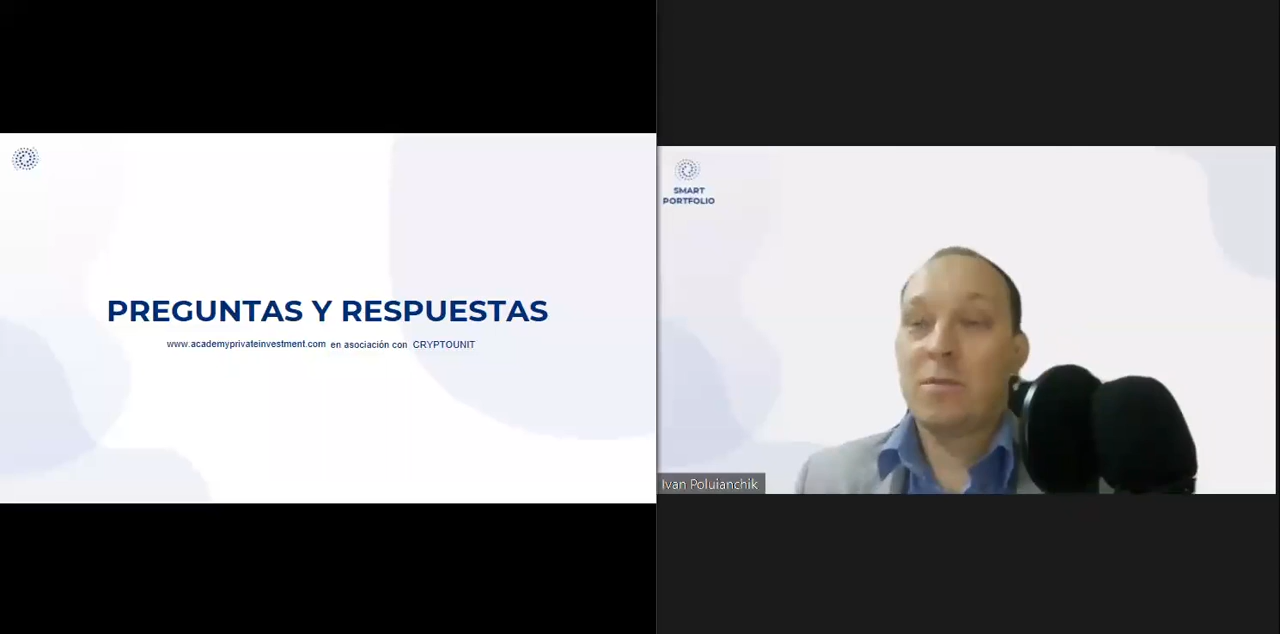 PREGUNTAS Y RESPUESTAS
www.academyprivateinvestment.com en asociación con CRYPTOUNIT
SMART
PORTFOLIO
Ivan Poluianchik